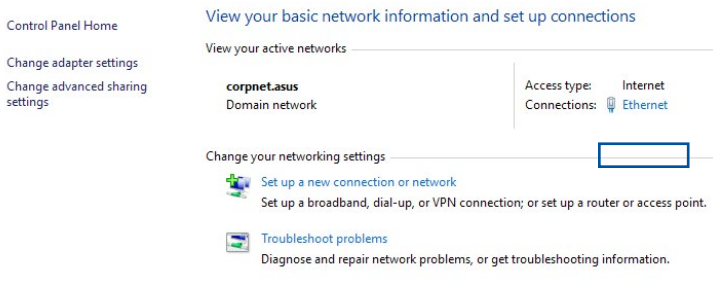 Control Panel Home
Change adapter settings
Change advanced sharing
settings
View your basic network information and set up connections
View your active networks
corpnet.asus
Domain network
Access type: Internet
Connections: Ethernet
Change your networking settings
Set up a new connection or network
Set up a broadband, dial-up, or VPN connection; or set up a router or access point.
Troubleshoot problems
Diagnose and repair network problems, or get troubleshooting information.